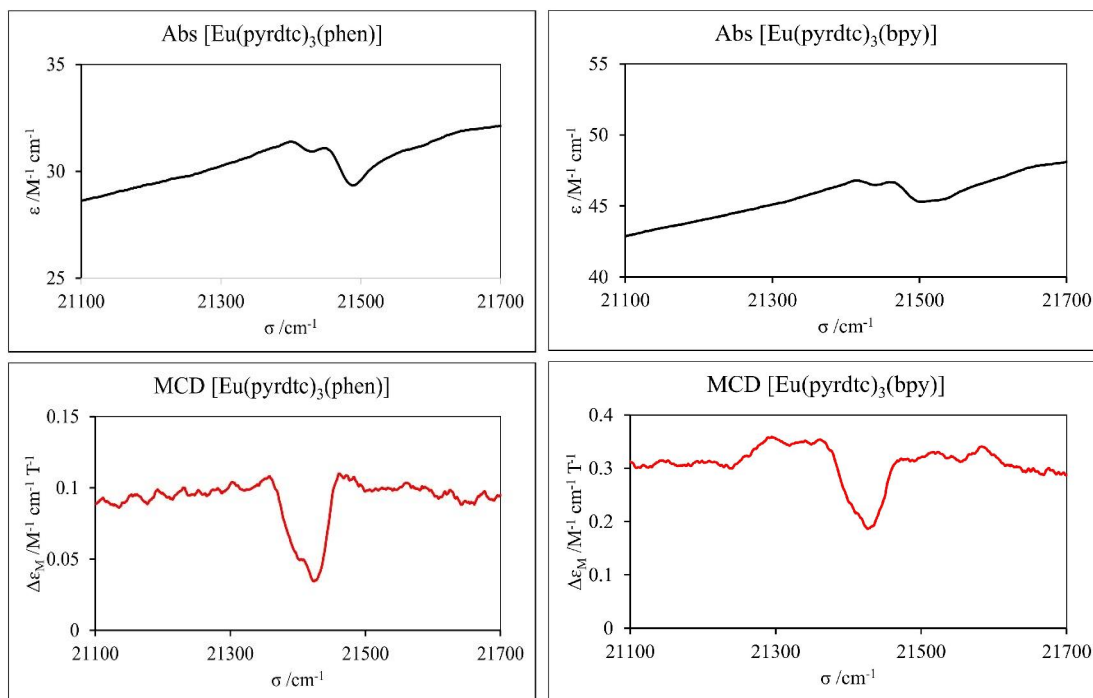 Abs [Eu(pyrdtc)₃(phen)]
35
33
30
28
25
ε /M⁻¹ cm⁻¹
21100 21300 21500 21700
σ /cm⁻¹
Abs [Eu(pyrdtc)₃(bpy)]
55
50
45
40
ε /M⁻¹ cm⁻¹
21100 21300 21500 21700
σ /cm⁻¹
MCD [Eu(pyrdtc)₃(phen)]
0.15
0.1
0.05
0
Δε_M /M⁻¹ cm⁻¹ T⁻¹
21100 21300 21500 21700
σ /cm⁻¹
MCD [Eu(pyrdtc)₃(bpy)]
0.4
0.3
0.2
0.1
Δε_M /M⁻¹ cm⁻¹ T⁻¹
21100 21300 21500 21700
σ /cm⁻¹